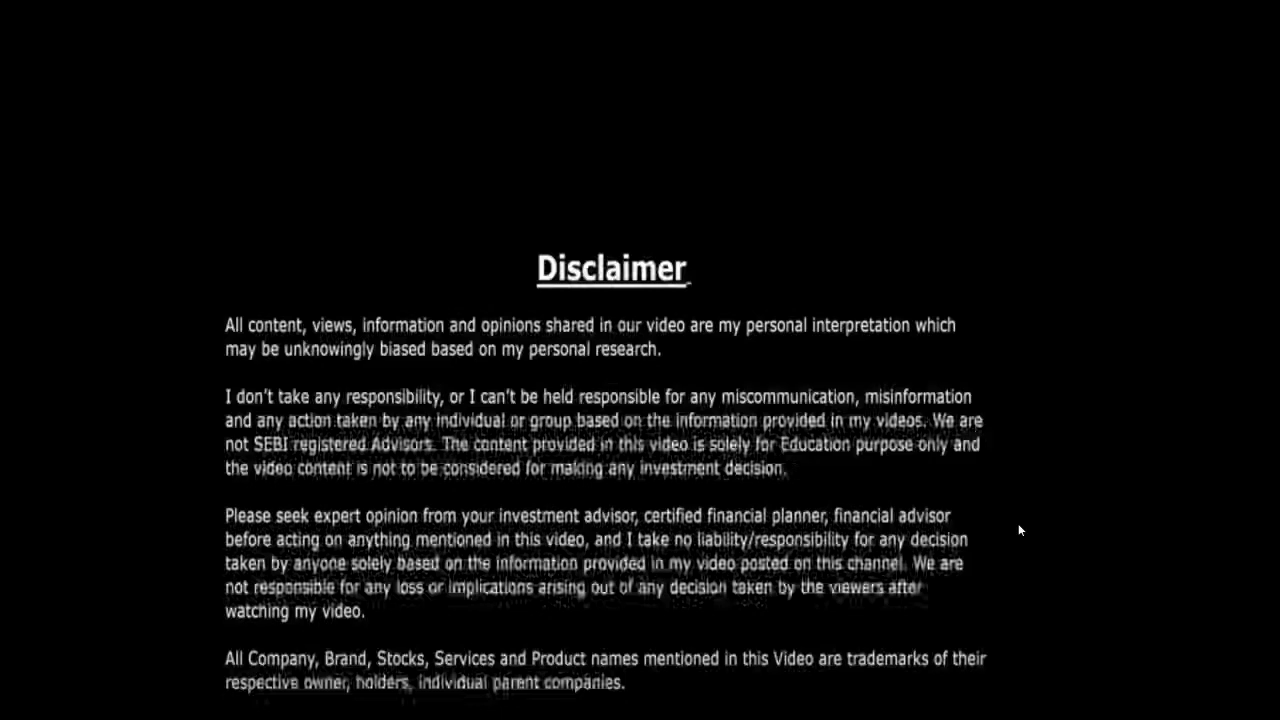 Disclaimer
All content, views, information and opinions shared in our video are my personal interpretation which
may be unknowingly biased based on my personal research.
I don't take any responsibility, or I can't be held responsible for any miscommunication, misinformation
and any action taken by any individual or group based on the information provided in my videos. We are
not SEBI registered Advisors. The content provided in this video is solely for Education purpose only and
the video content is not to be considered for making any investment decision.
Please seek expert opinion from your investment advisor, certified financial planner, financial advisor
before acting on anything mentioned in this video, and I take no liability/responsibility for any decision
taken by anyone solely based on the information provided in my video posted on this channel. We are
not responsible for any loss or implications arising out of any decision taken by the viewers after
watching my video.
All Company, Brand, Stocks, Services and Product names mentioned in this Video are trademarks of their
respective owner, holders, individual parent companies.